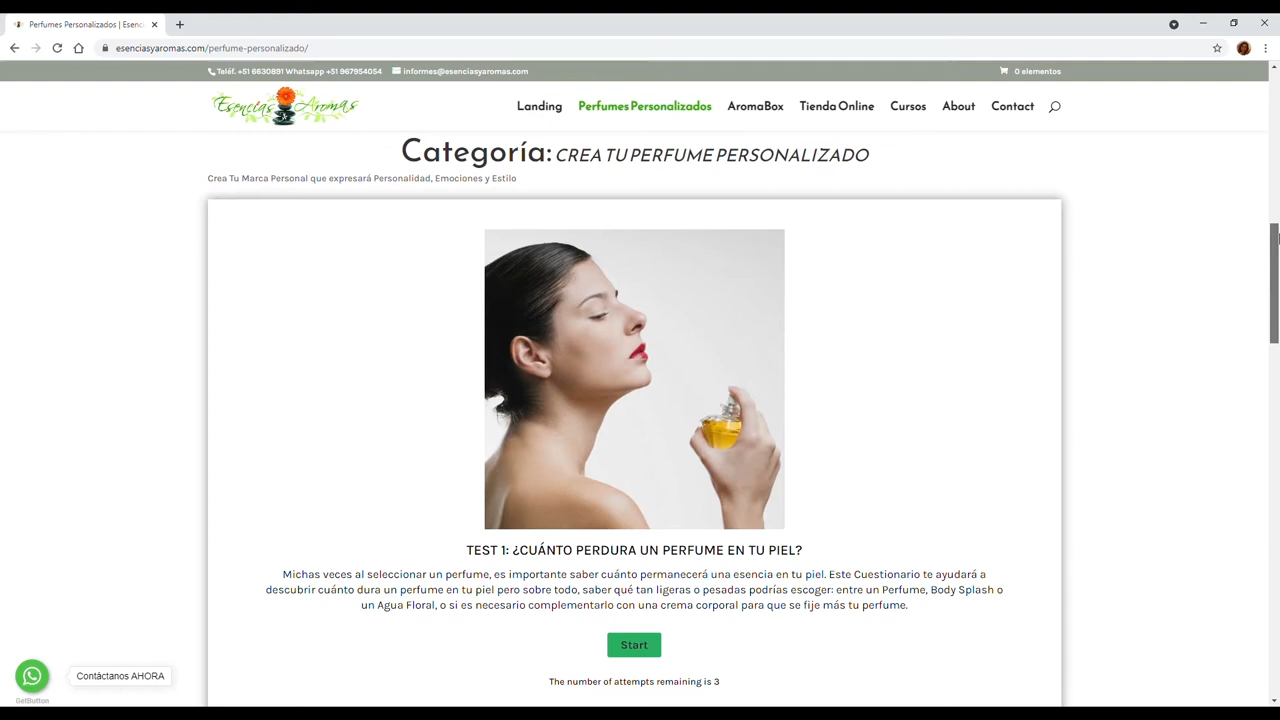 Perfumes Personalizados | Esenci
esenciasyaromas.com/perfume-personalizado/
Teléf. +51 6630891 Whatsapp +51 967954054 informes@esenciasyaromas.com 0 elementos
Esencias Aromas
Landing Perfumes Personalizados AromaBox Tienda Online Cursos About Contact
Categoría: CREA TU PERFUME PERSONALIZADO
Crea Tu Marca Personal que expresará Personalidad, Emociones y Estilo
TEST 1: ¿CUÁNTO PERDURA UN PERFUME EN TU PIEL?
Michas veces al seleccionar un perfume, es importante saber cuánto permanecerá una esencia en tu piel. Este Cuestionario te ayudará a
descubrir cuánto dura un perfume en tu piel pero sobre todo, saber qué tan ligeras o pesadas podrías escoger: entre un Perfume, Body Splash o
un Agua Floral, o si es necesario complementarlo con una crema corporal para que se fije más tu perfume.
Start
The number of attempts remaining is 3
Contáctanos AHORA
GetButton